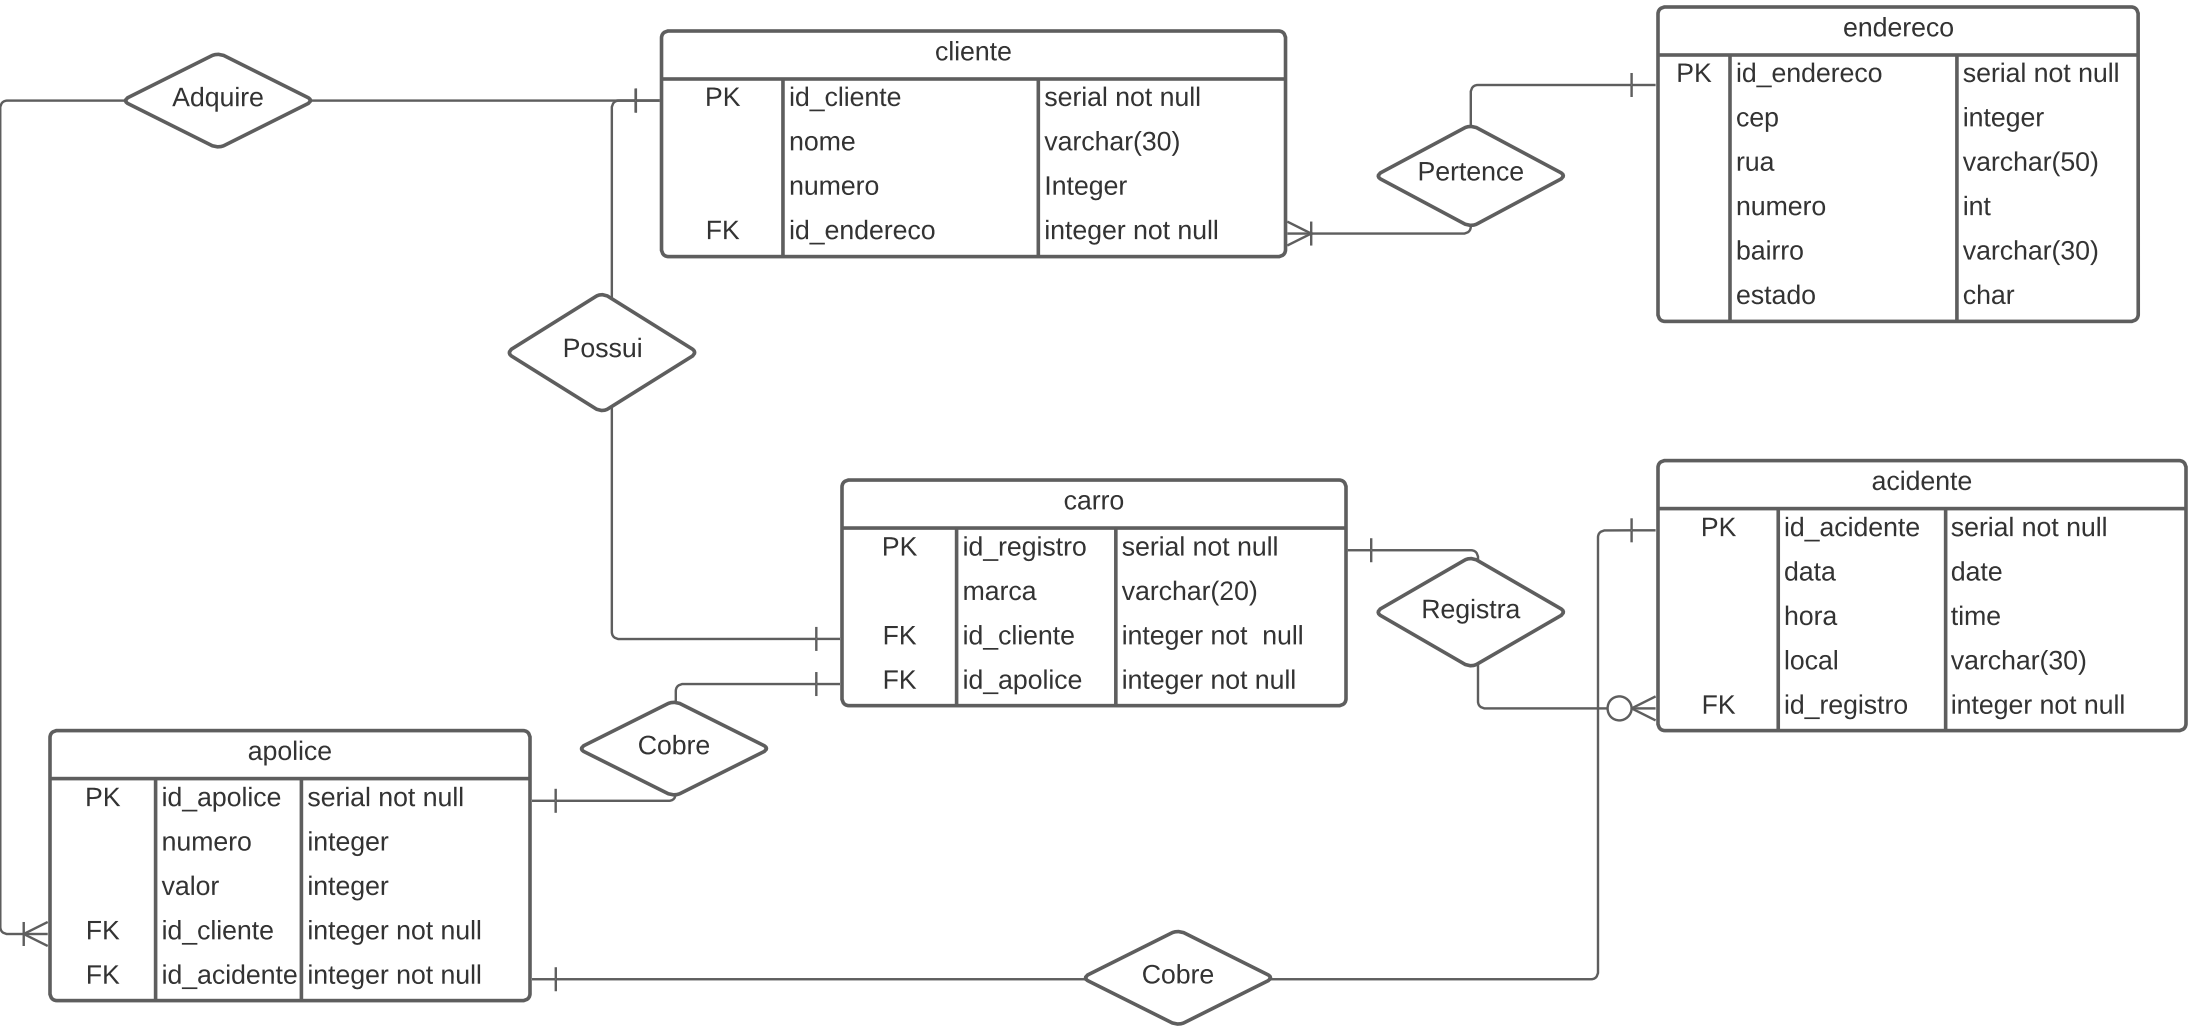 Adquire
cliente
PK id_cliente serial not null
nome varchar(30)
numero Integer
FK id_endereco integer not null
Pertence
endereco
PK id_endereco serial not null
cep integer
rua varchar(50)
numero int
bairro varchar(30)
estado char
Possui
carro
PK id_registro serial not null
marca varchar(20)
FK id_cliente integer not  null
FK id_apolice integer not null
Registra
acidente
PK id_acidente serial not null
data date
hora time
local varchar(30)
FK id_registro integer not null
Cobre
apolice
PK id_apolice serial not null
numero integer
valor integer
FK id_cliente integer not null
FK id_acidente integer not null
Cobre